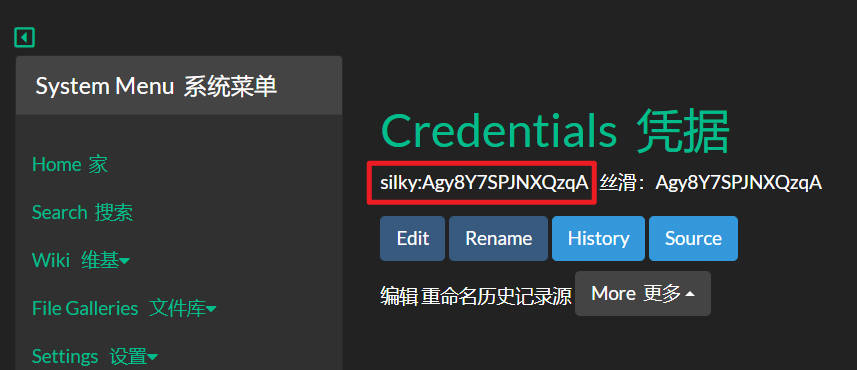 System Menu 系统菜单
Home 家
Search 搜索
Wiki 维基
File Galleries 文件库
Settings 设置
Credentials 凭据
silky:Agy8Y7SPJNXQzqA 丝滑：Agy8Y7SPJNXQzqA
Edit Rename History Source
编辑 重命名历史记录源 More 更多